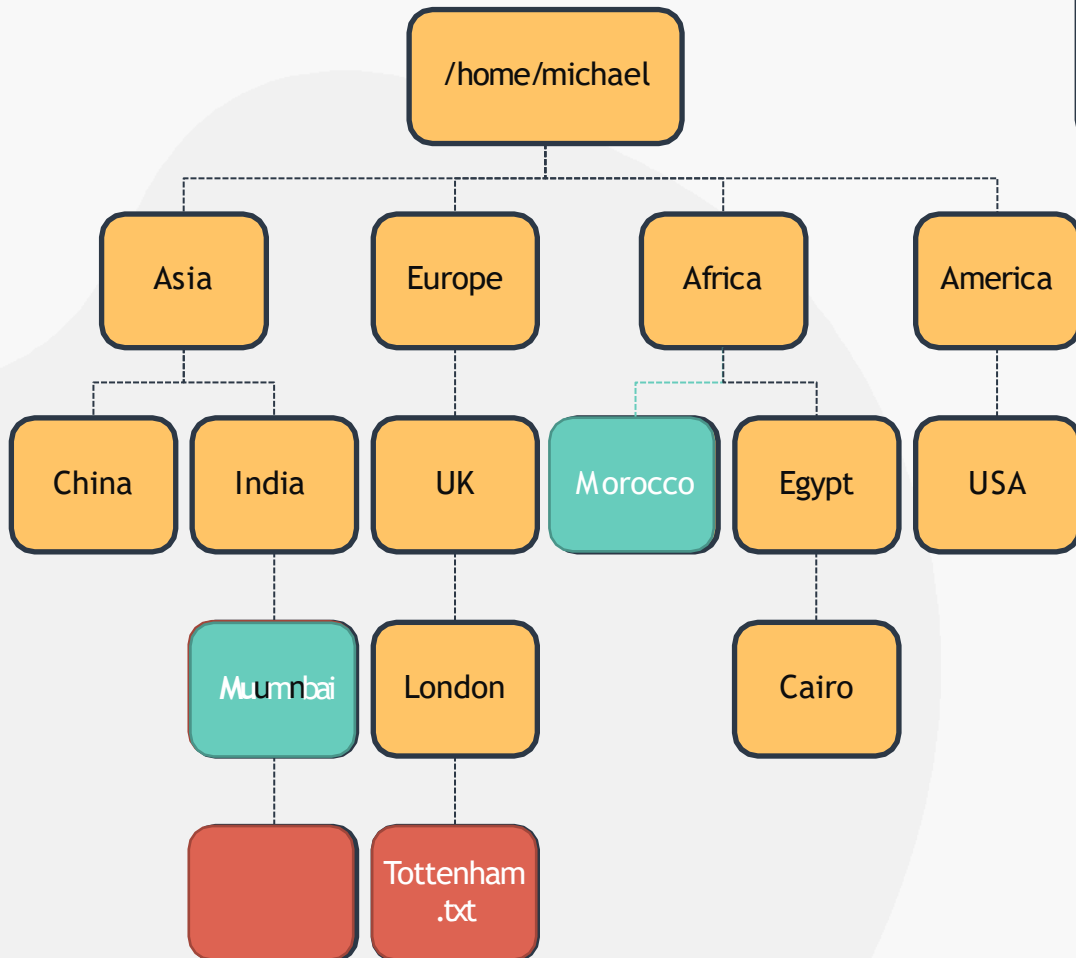 /home/michael
Asia
Europe
Africa
America
China
India
UK
Morocco
Egypt
USA
London
Cairo
Tottenham
.txt